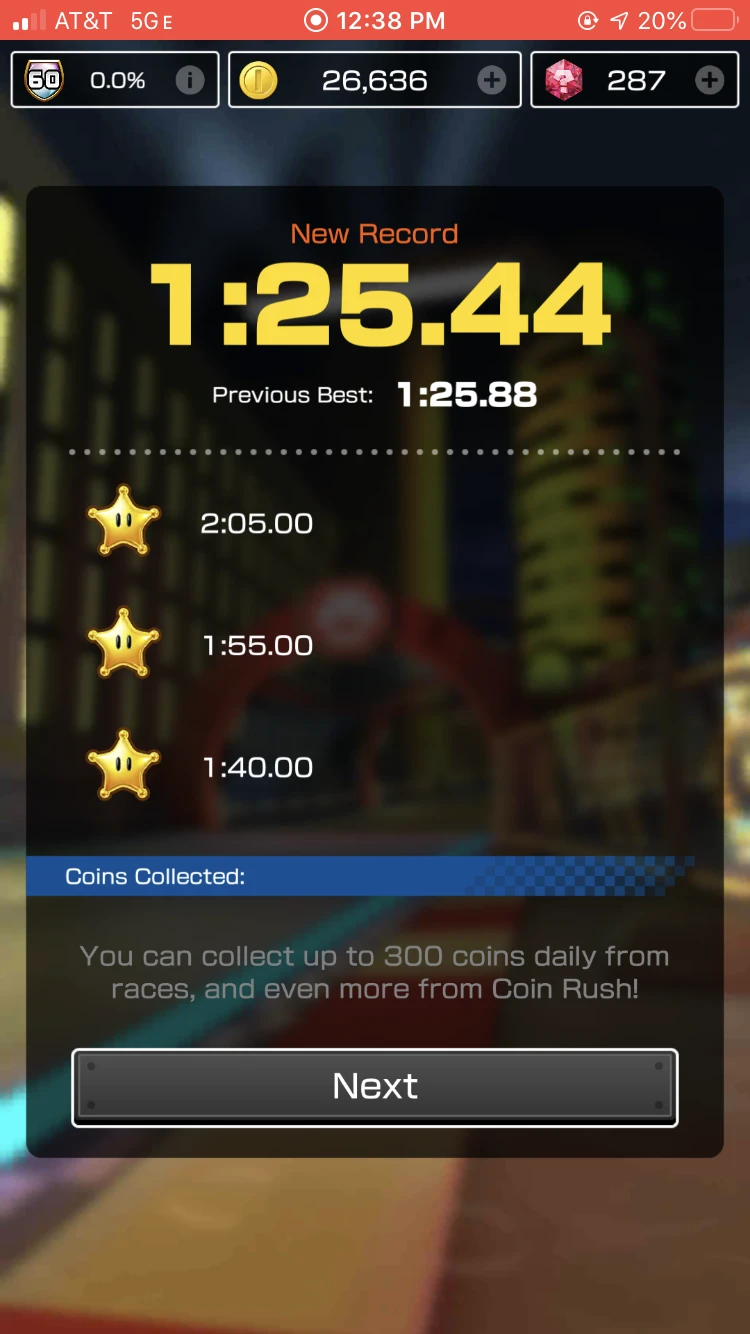 AT&T 5GE 12:38 PM 20%
60 0.0% i 26,636 + 287 +
New Record
1:25.44
Previous Best: 1:25.88
2:05.00
1:55.00
1:40.00
Coins Collected:
You can collect up to 300 coins daily from
races, and even more from Coin Rush!
Next